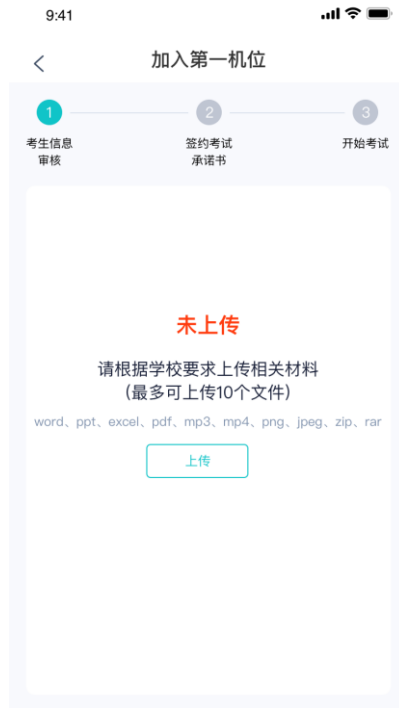 9:41
加入第一机位
1
2
3
考生信息
审核
签约考试
承诺书
开始考试
未上传
请根据学校要求上传相关材料
(最多可上传10个文件)
word、ppt、excel、pdf、mp3、mp4、png、jpeg、zip、rar
上传